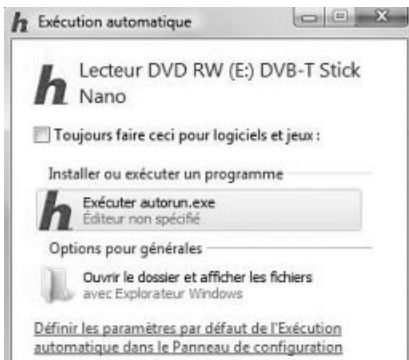 Exécution automatique
Lecteur DVD RW (E:) DVB-T Stick
Nano
Toujours faire ceci pour logiciels et jeux :
Installer ou exécuter un programme
Exécuter autorun.exe
Éditeur non spécifié
Options pour générales
Ouvrir le dossier et afficher les fichiers
avec Explorateur Windows
Définir les paramètres par défaut de l'Exécution
automatique dans le Panneau de configuration